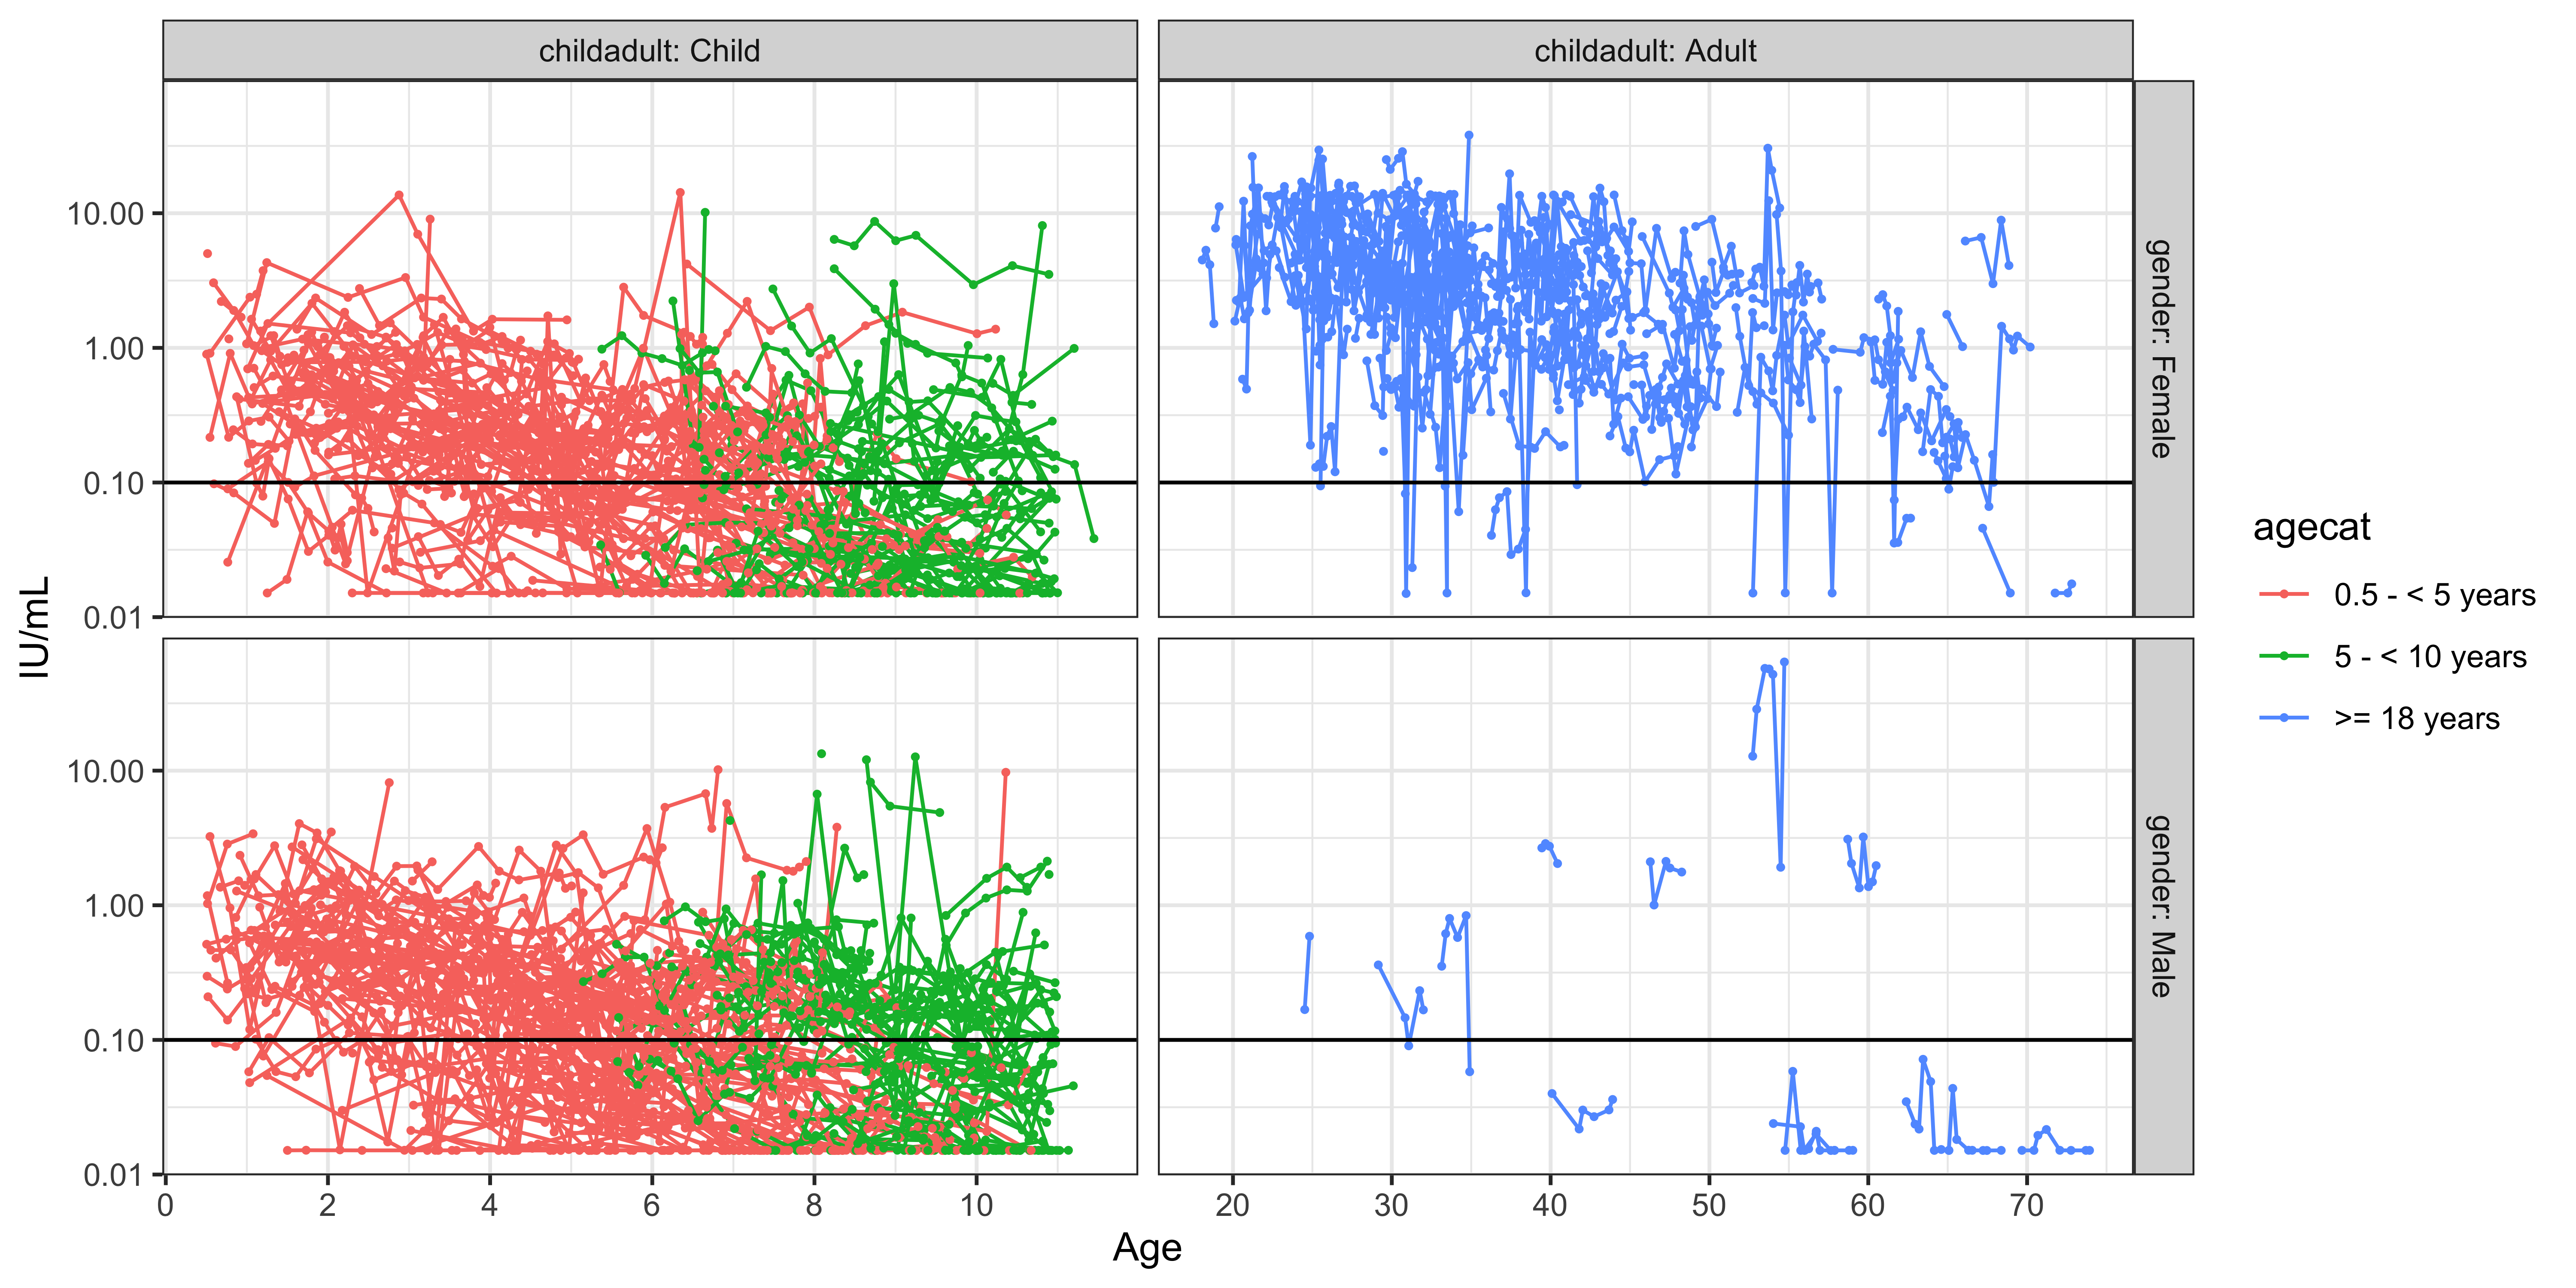 childadult: Child
childadult: Adult
gender: Female
gender: Male
IU/mL
10.00
1.00
0.10
0.01
10.00
1.00
0.10
0.01
0 2 4 6 8 10
20 30 40 50 60 70
Age
agecat
0.5 - < 5 years
5 - < 10 years
>= 18 years